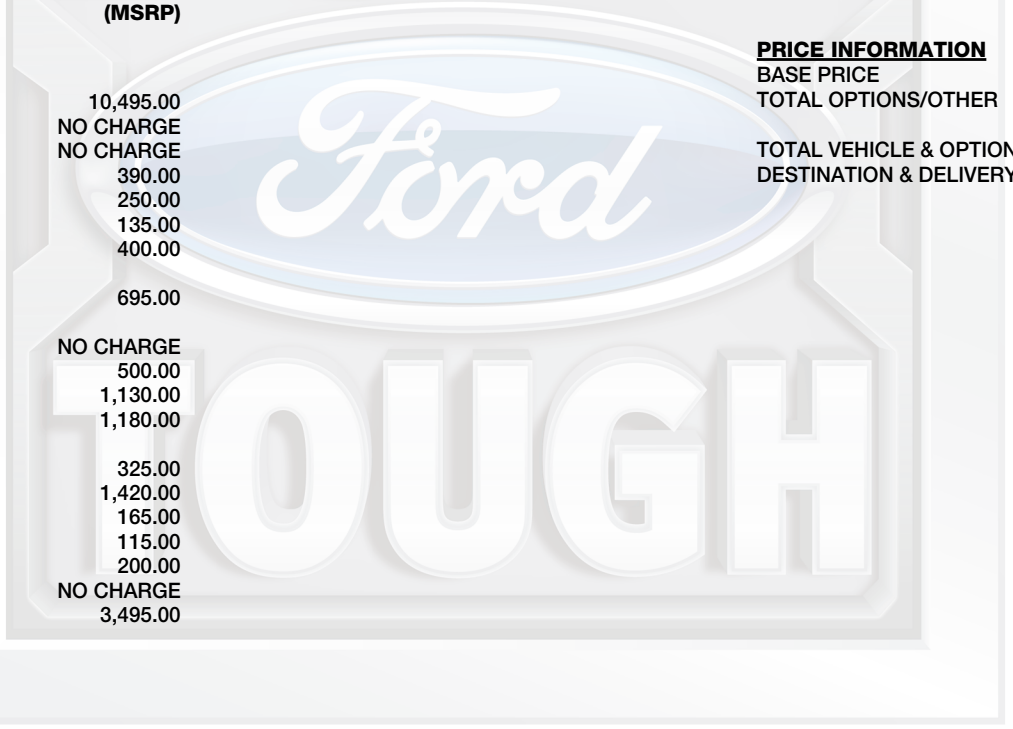 (MSRP)
10,495.00
NO CHARGE
NO CHARGE
390.00
250.00
135.00
400.00
695.00
NO CHARGE
500.00
1,130.00
1,180.00
325.00
1,420.00
165.00
115.00
200.00
NO CHARGE
3,495.00
PRICE INFORMATION
BASE PRICE
TOTAL OPTIONS/OTHER
TOTAL VEHICLE & OPTION
DESTINATION & DELIVERY
Ford
TOUGH